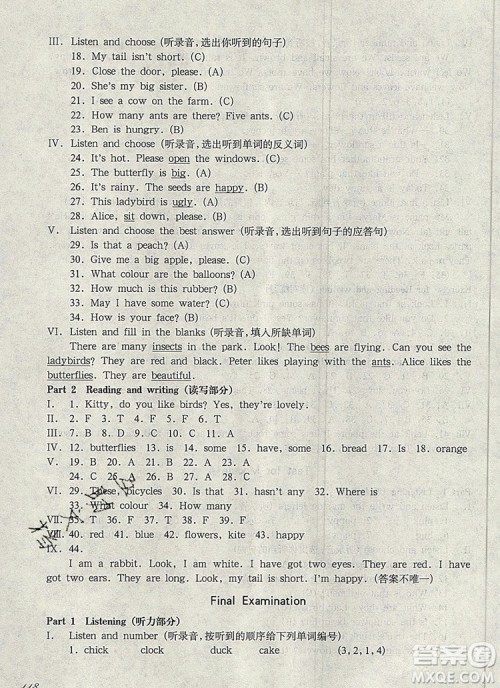 III. Listen and choose (听录音,选出你听到的句子)
18. My tail isn't short. (C)
19. Close the door, please. (A)
20. She's my big sister. (B)
21. I see a cow on the farm. (C)
22. How many ants are there? Five ants. (B)
23. Ben is hungry. (B)
IV. Listen and choose (听录音,选出听到单词的反义词)
24. It's hot. Please open the windows. (C)
25. The butterfly is big. (A)
26. It's rainy. The seeds are happy. (C)
27. This ladybird is ugly. (C)
28. Alice, sit down, please. (B)
V. Listen and choose the best answer (听录音,选出听到句子的应答句)
29. Is that a peach? (A)
30. Give me a big apple, please. (B)
31. What colour are the balloons? (A)
32. How much is this rubber? (B)
33. Do you have any water? (B)
34. How is your face? (B)
VI. Listen and fill in the blanks (听录音,填入所缺单词)
There are many insects in the park. Look! The bees are flying. Can you see the
ladybirds? They are red and black. Peter likes playing with the ants. Alice likes the
butterflies. They are beautiful.
Part 2 Reading and writing (读写部分)
I. 1. Kitty, do you like birds? Yes, they're lovely.
II. 2. F 3. T 4. F 5. T 6. F
III. 7. B 8. D 9. C 10. A 11. F
IV. 12. butterflies 13. is 14. some 15. have, some 16. bread 17. Is 18. orange
V. 19. B 20. A 21. B 22. B 23. A
24. C 25. A 26. B 27. A 28. A
VI. 29. These, bicycles 30. Is that 31. hasn't any 32. Where is
33. What colour 34. How many
VII. 35. T 36. F 37. F 38. F 39. T
VIII. 40. red 41. blue 42. flowers, kite 43. happy
IX. 44.
I am a rabbit. Look, I am white. I have got two eyes. They are red. I have
got two ears. They are long. Look, my tail is short. I'm happy. (答案不唯一)
Final Examination
Part 1 Listening (听力部分)
I. Listen and number (听录音,按听到的顺序给下列单词编号)
1. chick clock duck cake (3, 2, 1, 4)
118
答案圈
MXQE.COM